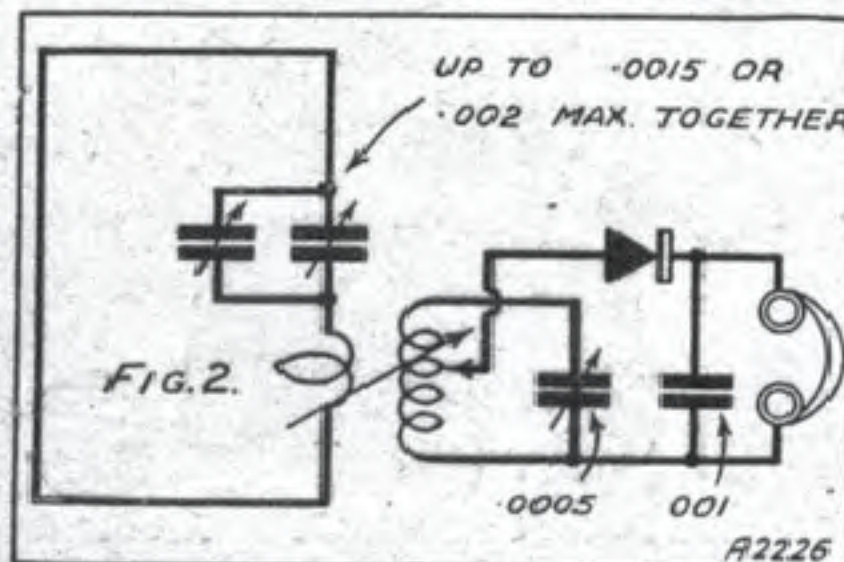 UP TO .0015 OR
.002 MAX. TOGETHER
FIG.2.
.0005
001
A2226